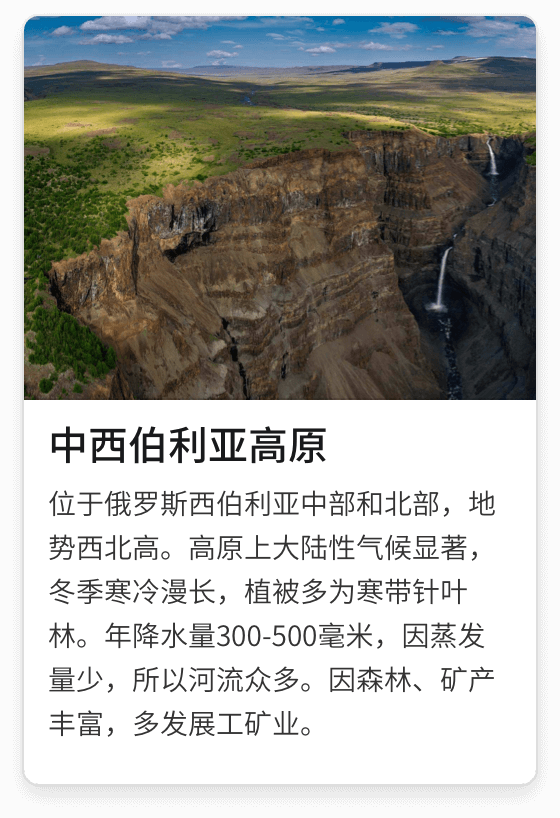 中西伯利亚高原
位于俄罗斯西伯利亚中部和北部，地
势西北高。高原上大陆性气候显著，
冬季寒冷漫长，植被多为寒带针叶
林。年降水量300-500毫米，因蒸发
量少，所以河流众多。因森林、矿产
丰富，多发展工矿业。